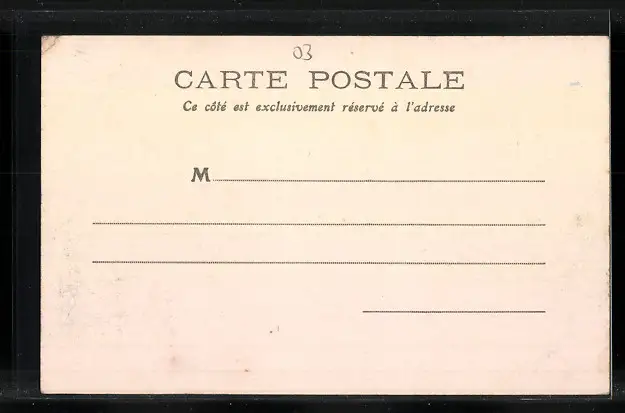 03
CARTE POSTALE
Ce côté est exclusivement réservé à l'adresse
M